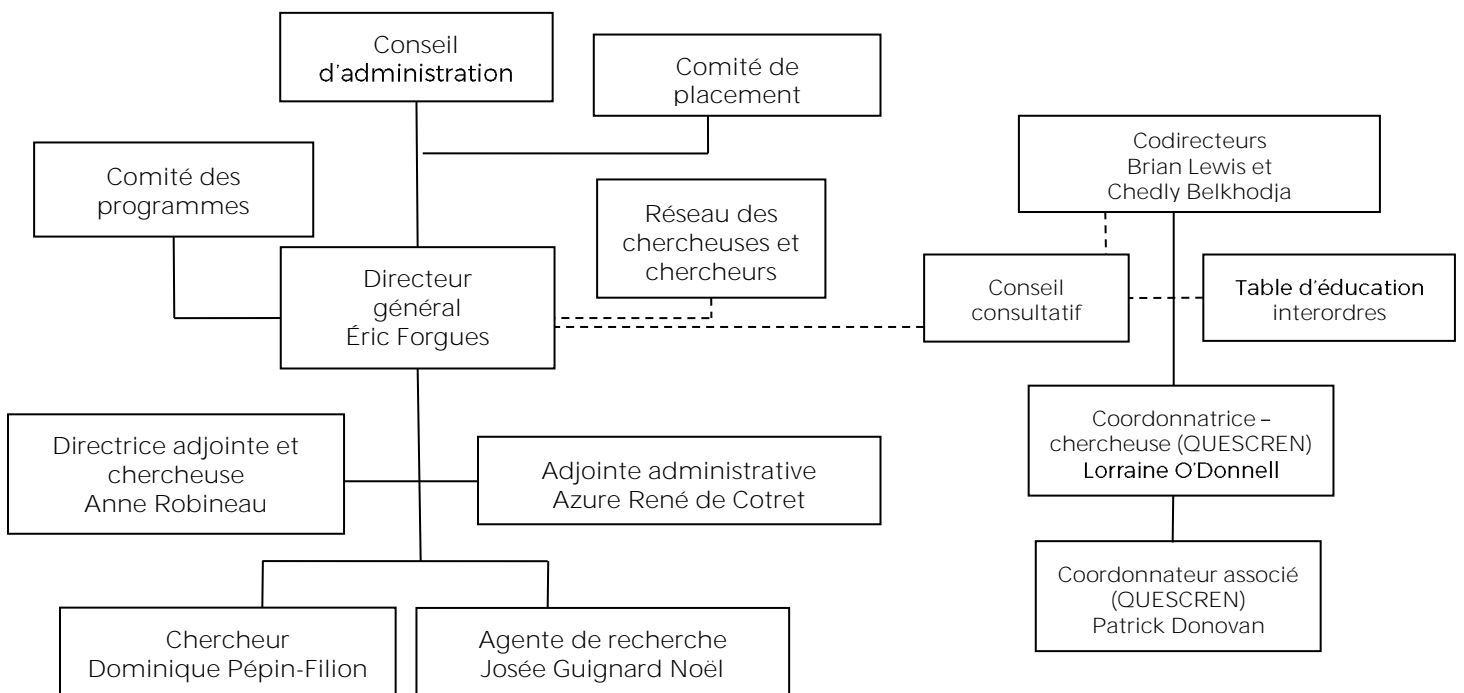 Conseil
d'administration
Comité de
placement
Codirecteurs
Brian Lewis et
Chedly Belkhodja
Comité des
programmes
Réseau des
chercheuses et
chercheurs
Directeur
général
Éric Forgues
Conseil
consultatif
Table d'éducation
interordres
Directrice adjointe et
chercheuse
Anne Robineau
Adjointe administrative
Azure René de Cotret
Coordonnatrice –
chercheuse (QUESCREN)
Lorraine O'Donnell
Coordonnateur associé
(QUESCREN)
Patrick Donovan
Chercheur
Dominique Pépin-Filion
Agente de recherche
Josée Guignard Noël